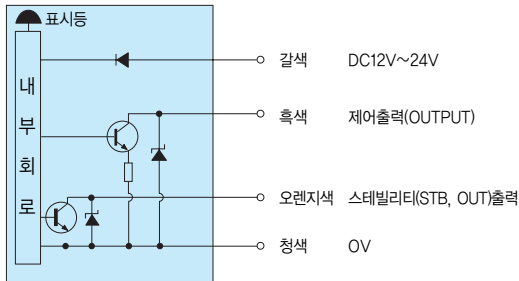 표시등
내
부
회
로
갈색 DC12V~24V
흑색 제어출력(OUTPUT)
오렌지색 스테빌리티(STB, OUT)출력
청색 0V